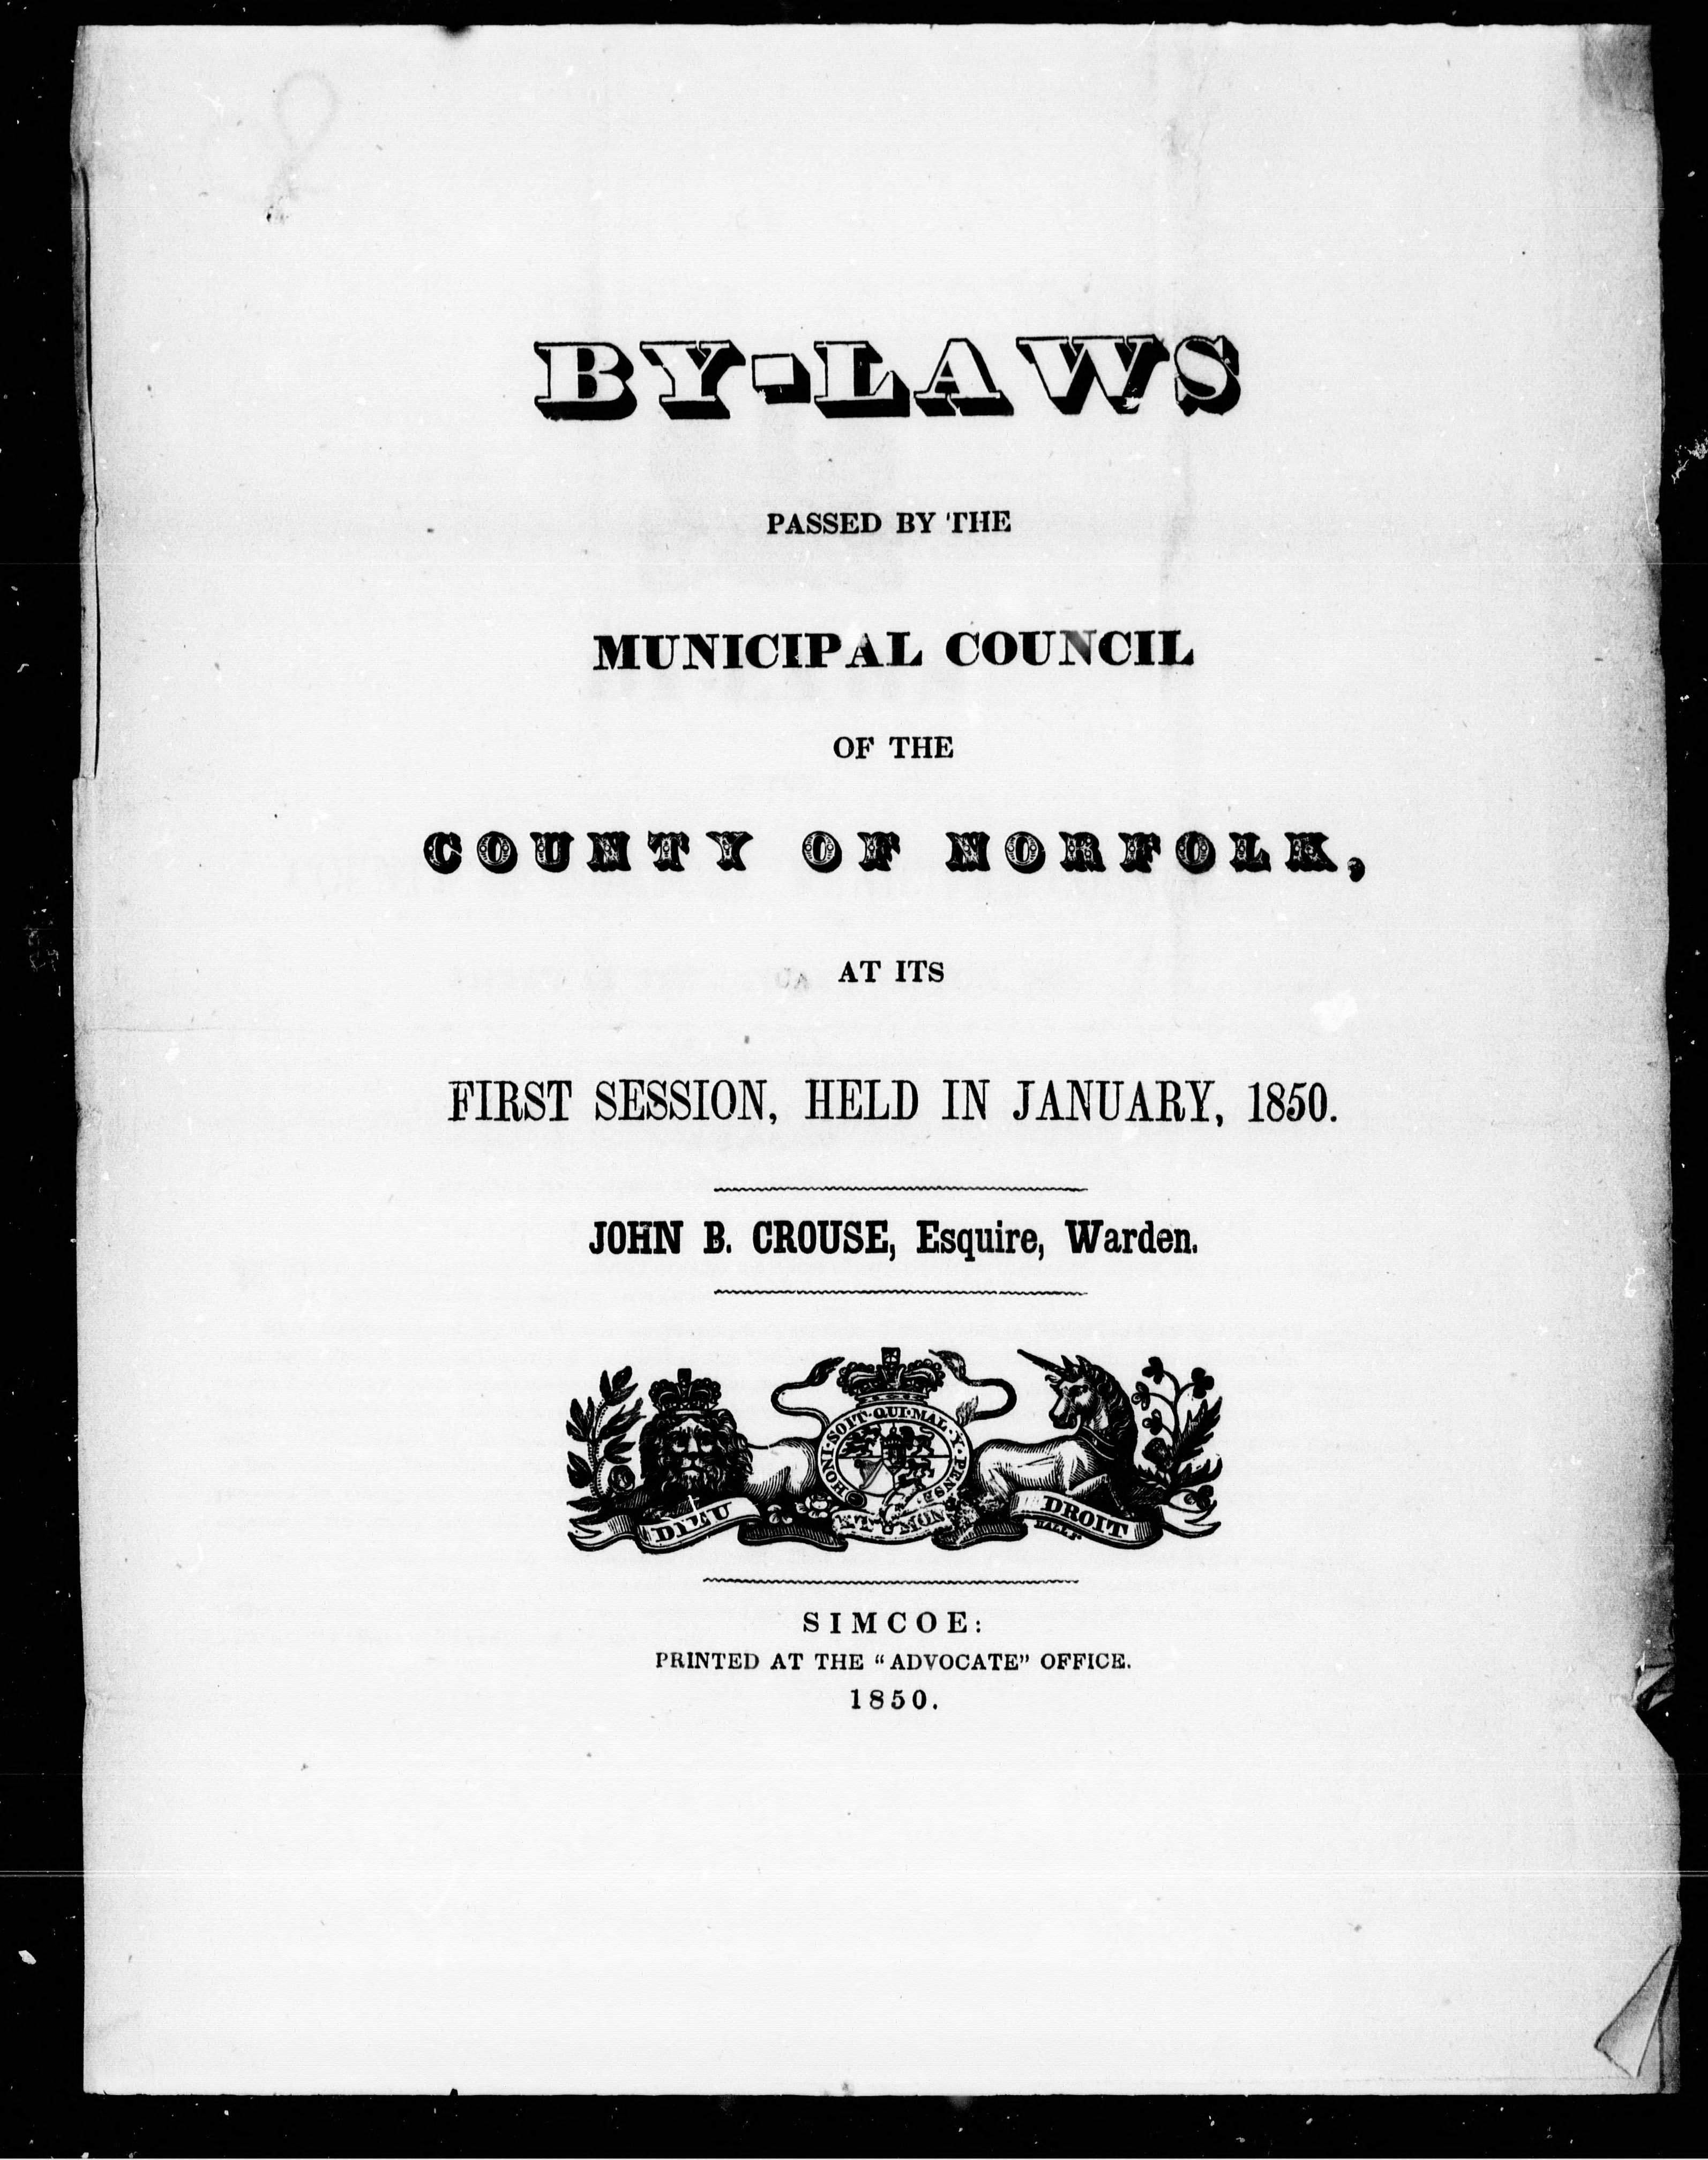 BY-LAWS
PASSED BY THE
MUNICIPAL COUNCIL
OF THE
COUNTY OF NORFOLK,
AT ITS
FIRST SESSION, HELD IN JANUARY, 1850.
JOHN B. CROUSE, Esquire, Warden.
HONI·SOIT·QUI·MAL·Y·PENSE·
DIEU ET MON DROIT
SIMCOE:
PRINTED AT THE "ADVOCATE" OFFICE.
1850.